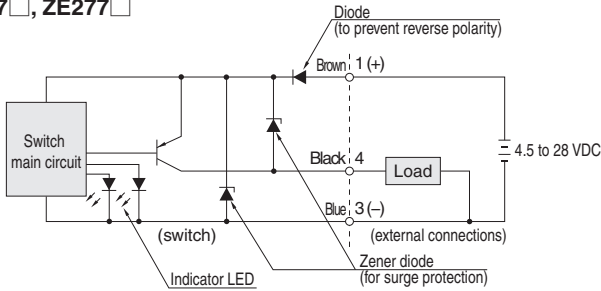 7□, ZE277□
Diode
(to prevent reverse polarity)
Brown 1 (+)
Switch
main circuit
Black 4
Load
4.5 to 28 VDC
Blue 3 (–)
(switch)
(external connections)
Indicator LED
Zener diode
(for surge protection)